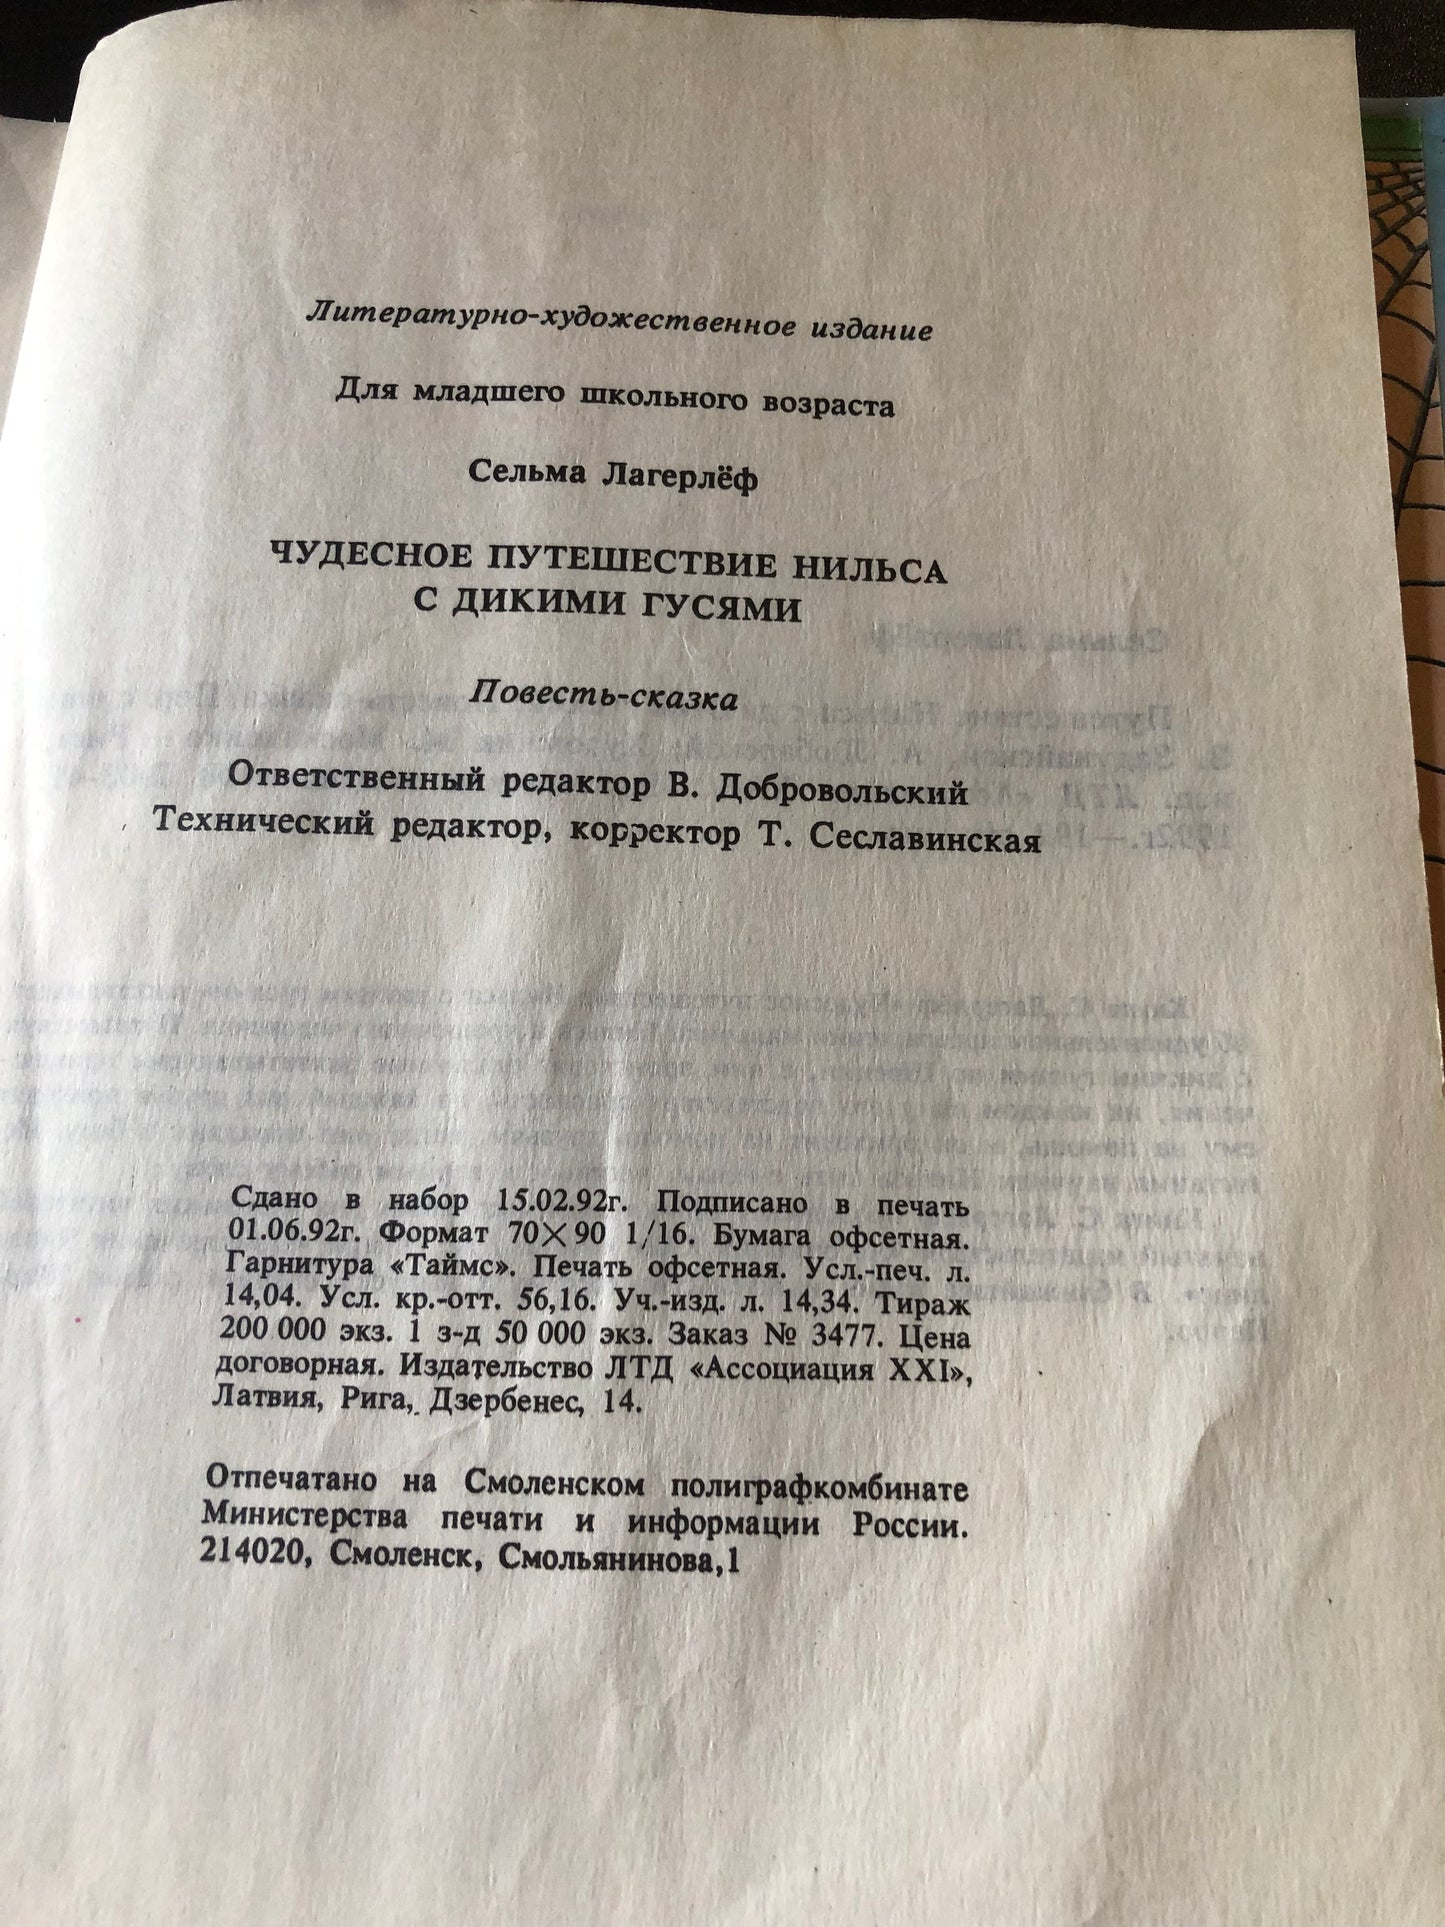 Литературно-художественное издание
Для младшего школьного возраста
Сельма Лагерлёф
ЧУДЕСНОЕ ПУТЕШЕСТВИЕ НИЛЬСА
С ДИКИМИ ГУСЯМИ
Повесть-сказка
Ответственный редактор В. Добровольский
Технический редактор, корректор Т. Сеславинская
Сдано в набор 15.02.92г. Подписано в печать
01.06.92г. Формат 70×90 1/16. Бумага офсетная.
Гарнитура «Таймс». Печать офсетная. Усл.-печ. л.
14,04. Усл. кр.-отт. 56,16. Уч.-изд. л. 14,34. Тираж
200 000 экз. 1 з-д 50 000 экз. Заказ № 3477. Цена
договорная. Издательство ЛТД «Ассоциация XXI»,
Латвия, Рига, Дзербенес, 14.
Отпечатано на Смоленском полиграфкомбинате
Министерства печати и информации России.
214020, Смоленск, Смольянинова,1